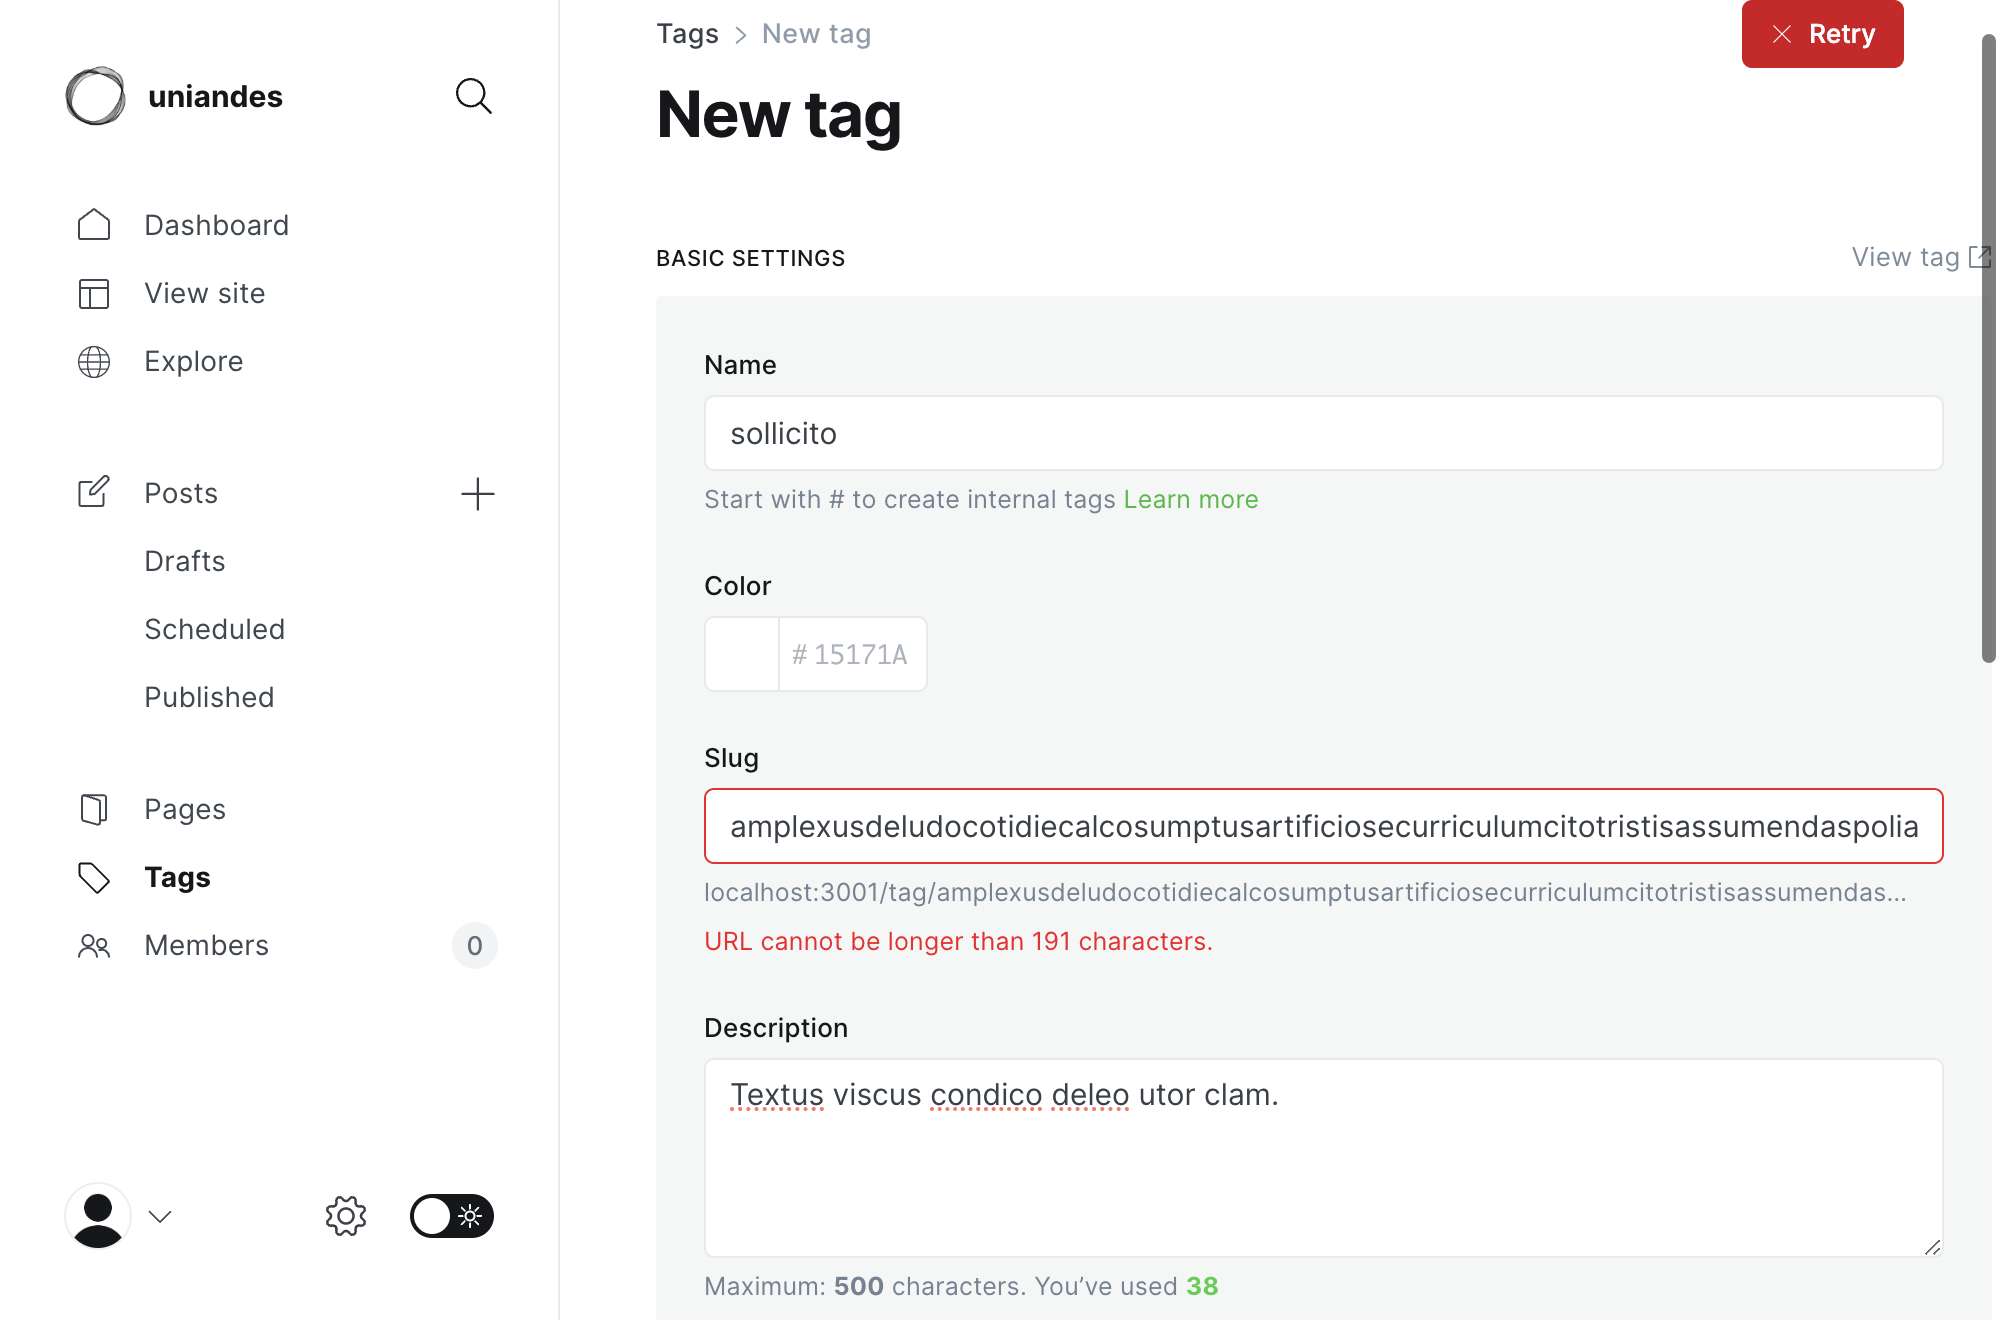 uniandes
Dashboard
View site
Explore
Posts
Drafts
Scheduled
Published
Pages
Tags
Members 0
Tags > New tag
Retry
New tag
BASIC SETTINGS
View tag
Name
sollicito
Start with # to create internal tags Learn more
Color
# 15171A
Slug
amplexusdeludocotidiecalcosumptusartificiosecurriculumcitotristisassumendaspolia
localhost:3001/tag/amplexusdeludocotidiecalcosumptusartificiosecurriculumcitotristisassumendas...
URL cannot be longer than 191 characters.
Description
Textus viscus condico deleo utor clam.
Maximum: 500 characters. You’ve used 38